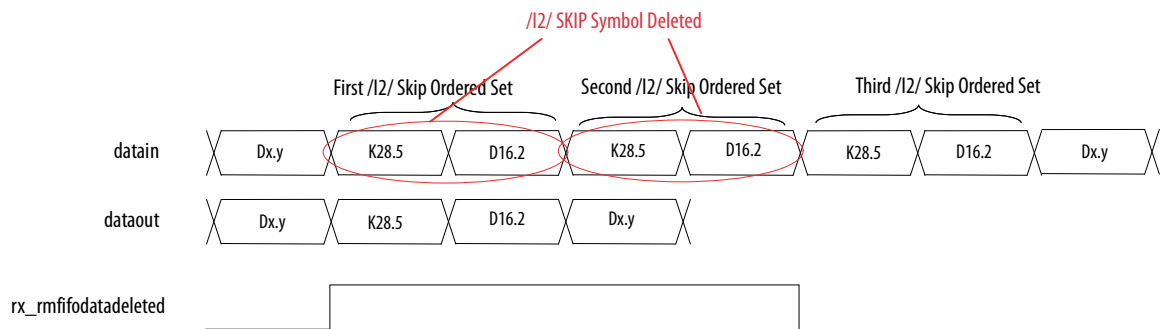 /I2/ SKIP Symbol Deleted
First /I2/ Skip Ordered Set Second /I2/ Skip Ordered Set Third /I2/ Skip Ordered Set
datain Dx.y K28.5 D16.2 K28.5 D16.2 K28.5 D16.2 Dx.y
dataout Dx.y K28.5 D16.2 Dx.y
rx_rmfifodatadeleted